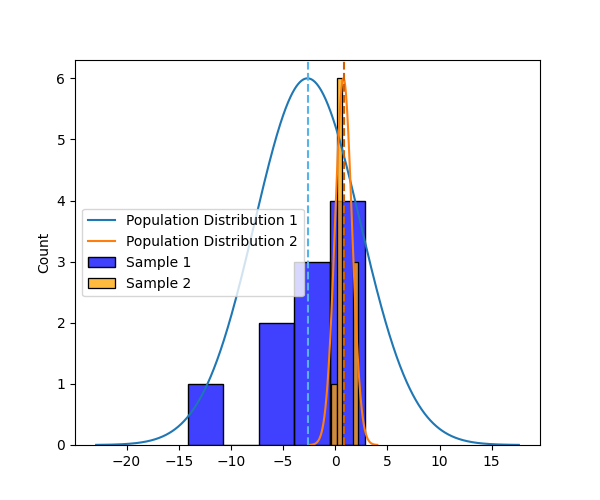 6
5
4
3
2
1
0
Count
Population Distribution 1
Population Distribution 2
Sample 1
Sample 2
−20 −15 −10 −5 0 5 10 15